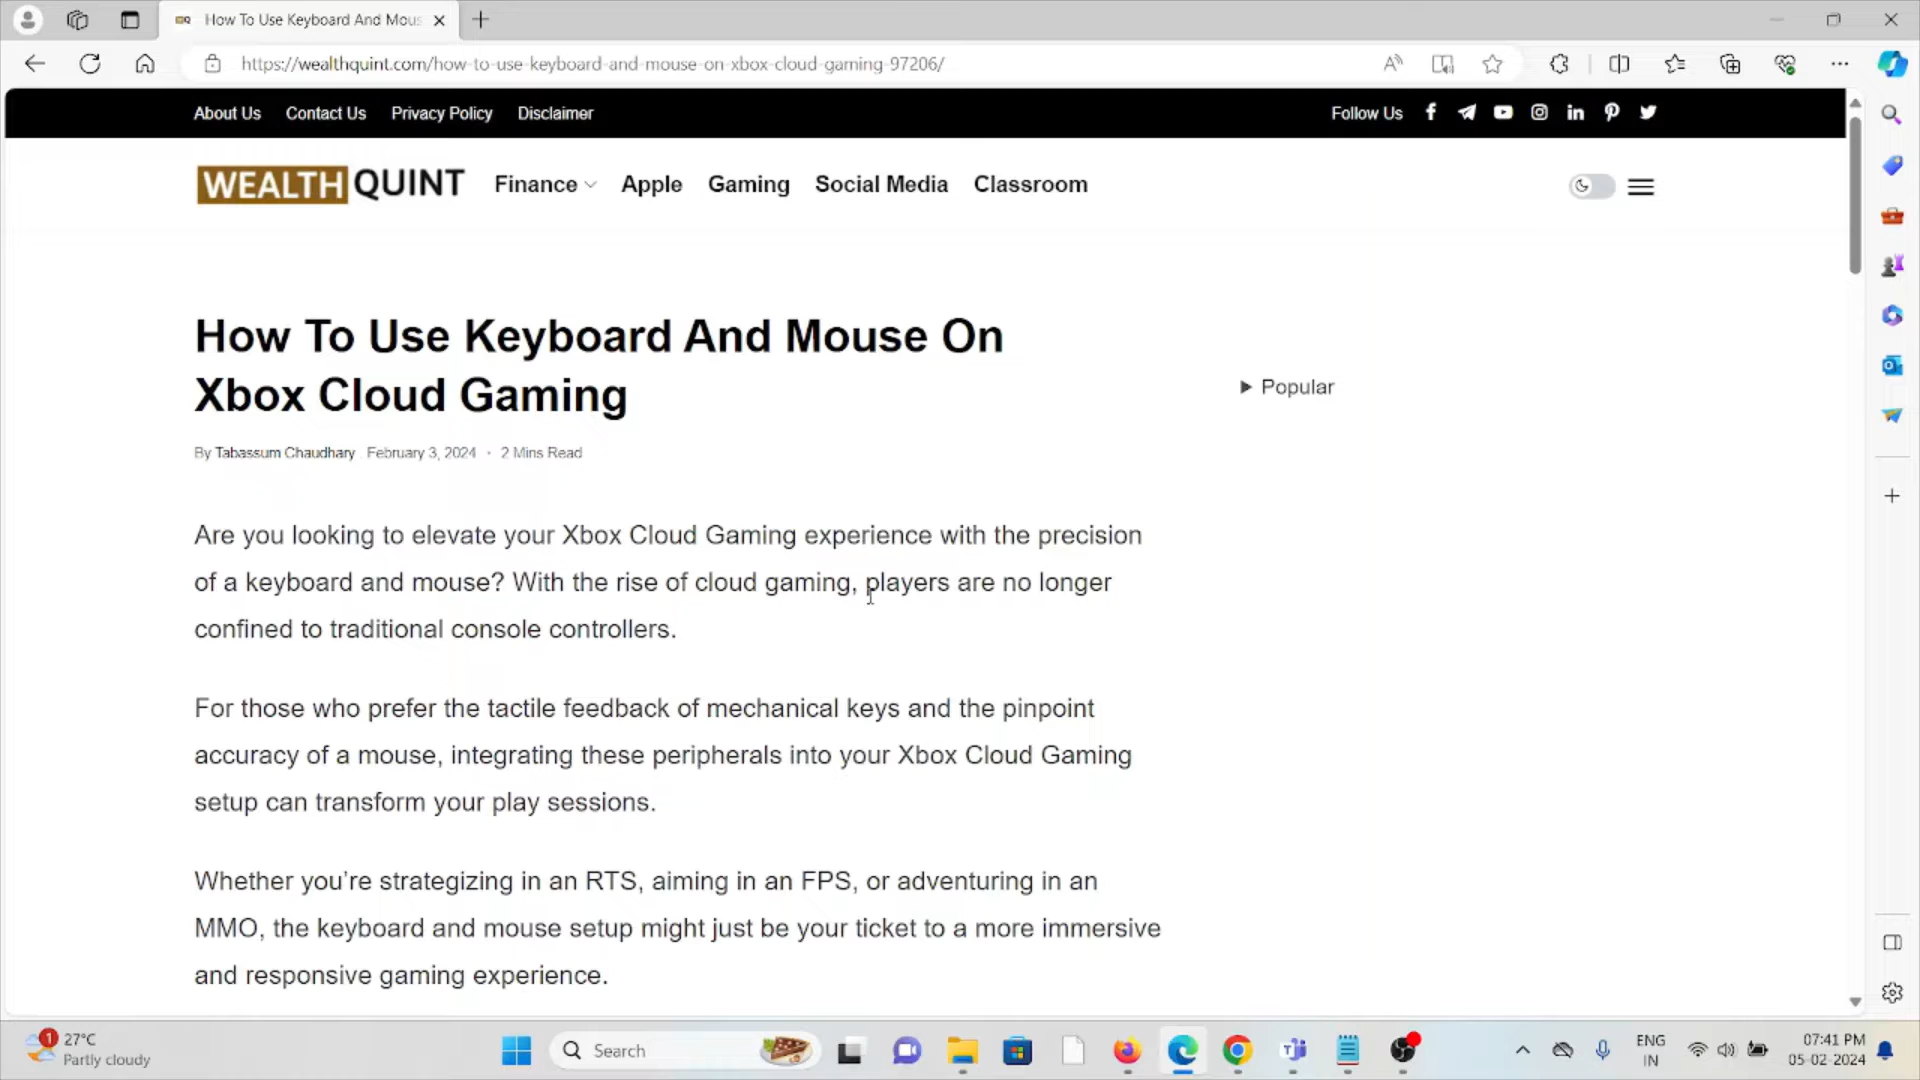 How To Use Keyboard And Mous
https://wealthquint.com/how-to-use-keyboard-and-mouse-on-xbox-cloud-gaming-97206/
About Us Contact Us Privacy Policy Disclaimer Follow Us
WEALTH QUINT Finance Apple Gaming Social Media Classroom
How To Use Keyboard And Mouse On
Xbox Cloud Gaming
Popular
By Tabassum Chaudhary February 3, 2024 • 2 Mins Read
Are you looking to elevate your Xbox Cloud Gaming experience with the precision
of a keyboard and mouse? With the rise of cloud gaming, players are no longer
confined to traditional console controllers.
For those who prefer the tactile feedback of mechanical keys and the pinpoint
accuracy of a mouse, integrating these peripherals into your Xbox Cloud Gaming
setup can transform your play sessions.
Whether you’re strategizing in an RTS, aiming in an FPS, or adventuring in an
MMO, the keyboard and mouse setup might just be your ticket to a more immersive
and responsive gaming experience.
1 27°C
Partly cloudy
Search
ENG
IN
07:41 PM
05-02-2024